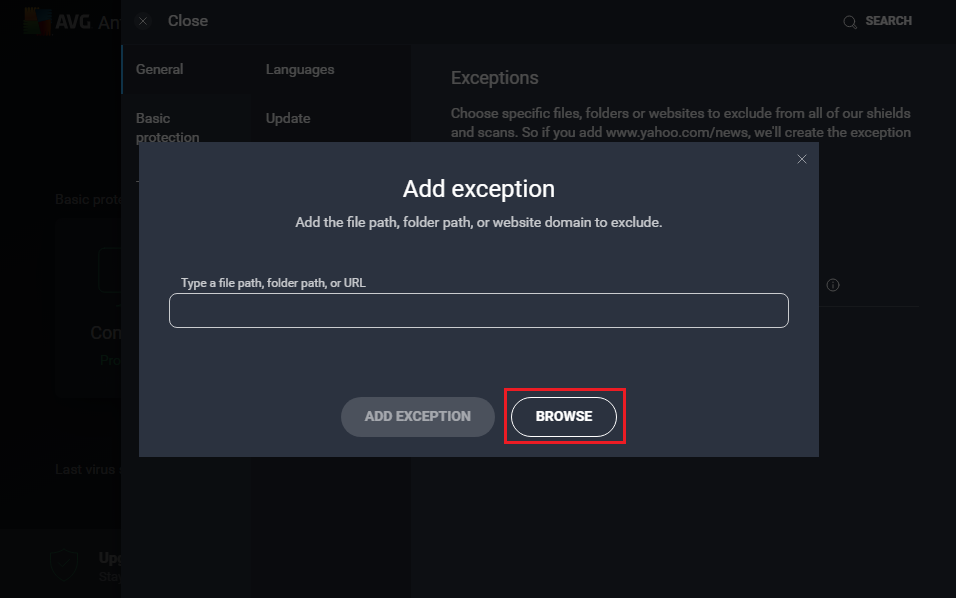 AVG An
Close
SEARCH
General
Languages
Exceptions
Basic
protection
Update
Choose specific files, folders or websites to exclude from all of our shields
and scans. So if you add www.yahoo.com/news, we'll create the exception
Add exception
Add the file path, folder path, or website domain to exclude.
Basic prote
Type a file path, folder path, or URL
Con
Pro
ADD EXCEPTION
BROWSE
Last virus
Upg
Stay